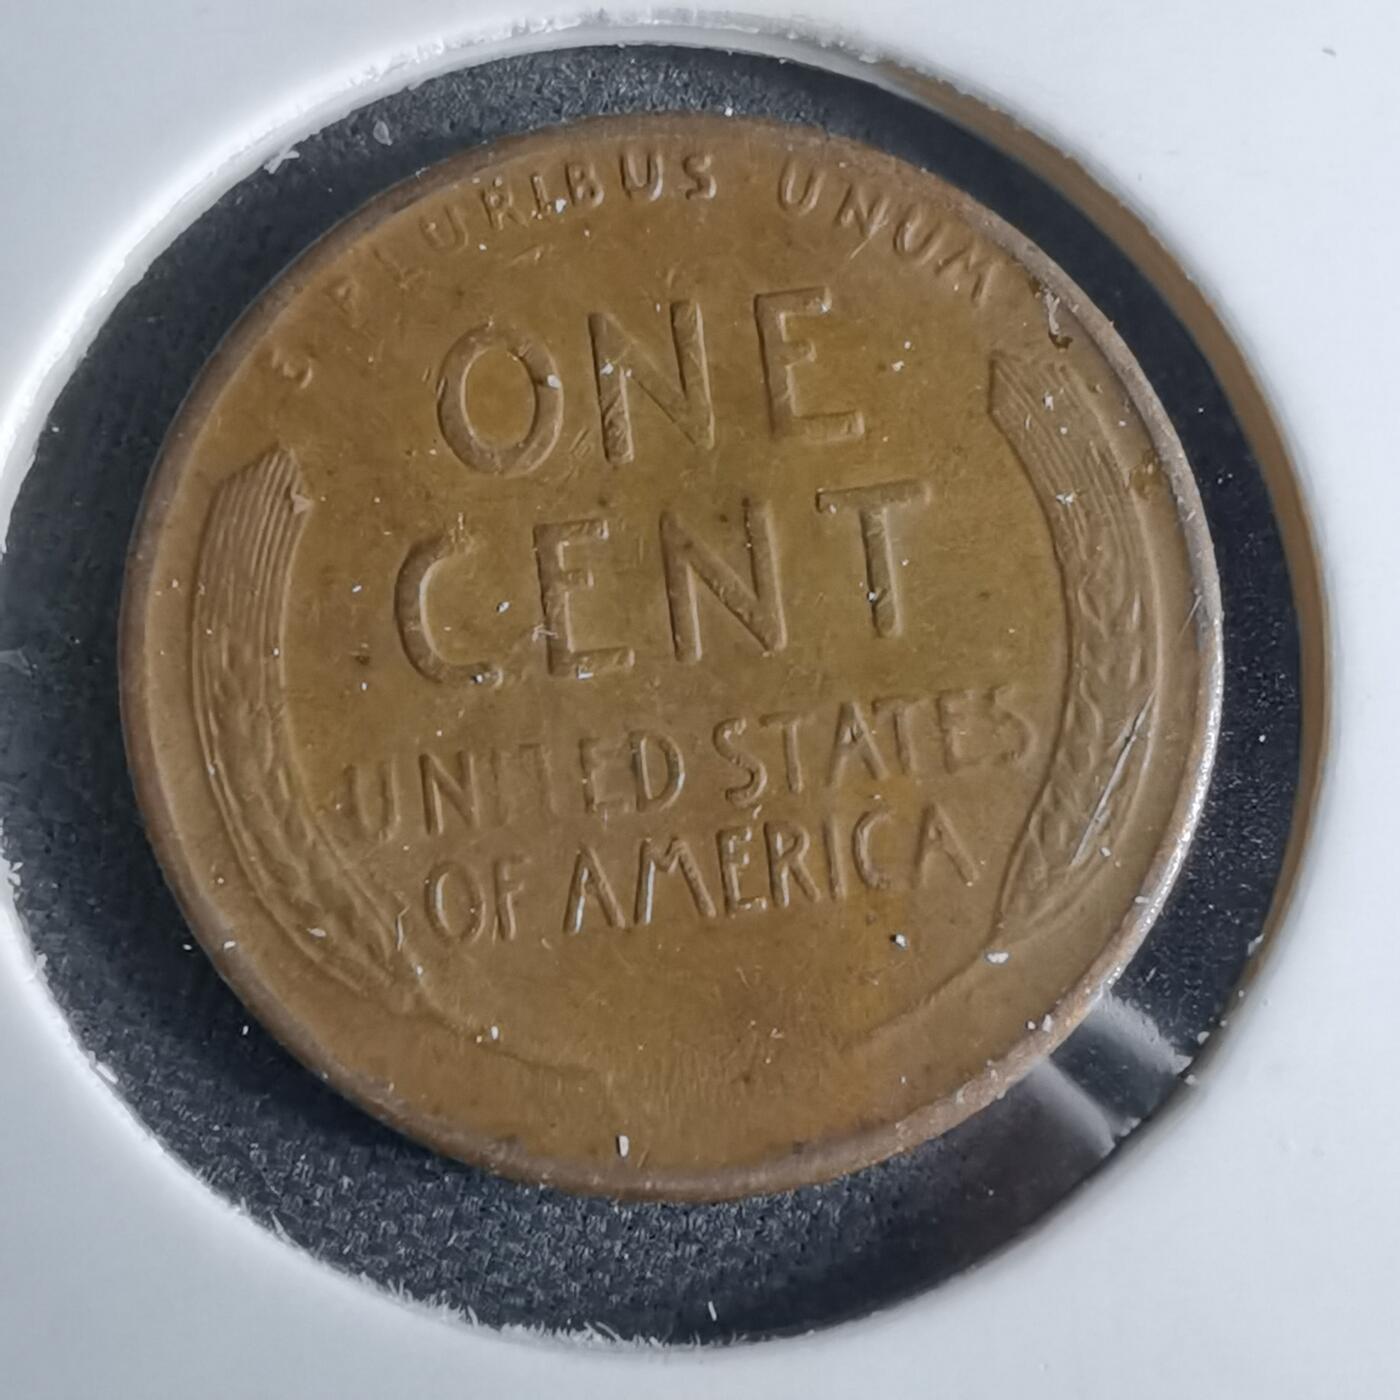 E PLURIBUS UNUM
ONE
CENT
UNITED STATES
OF AMERICA